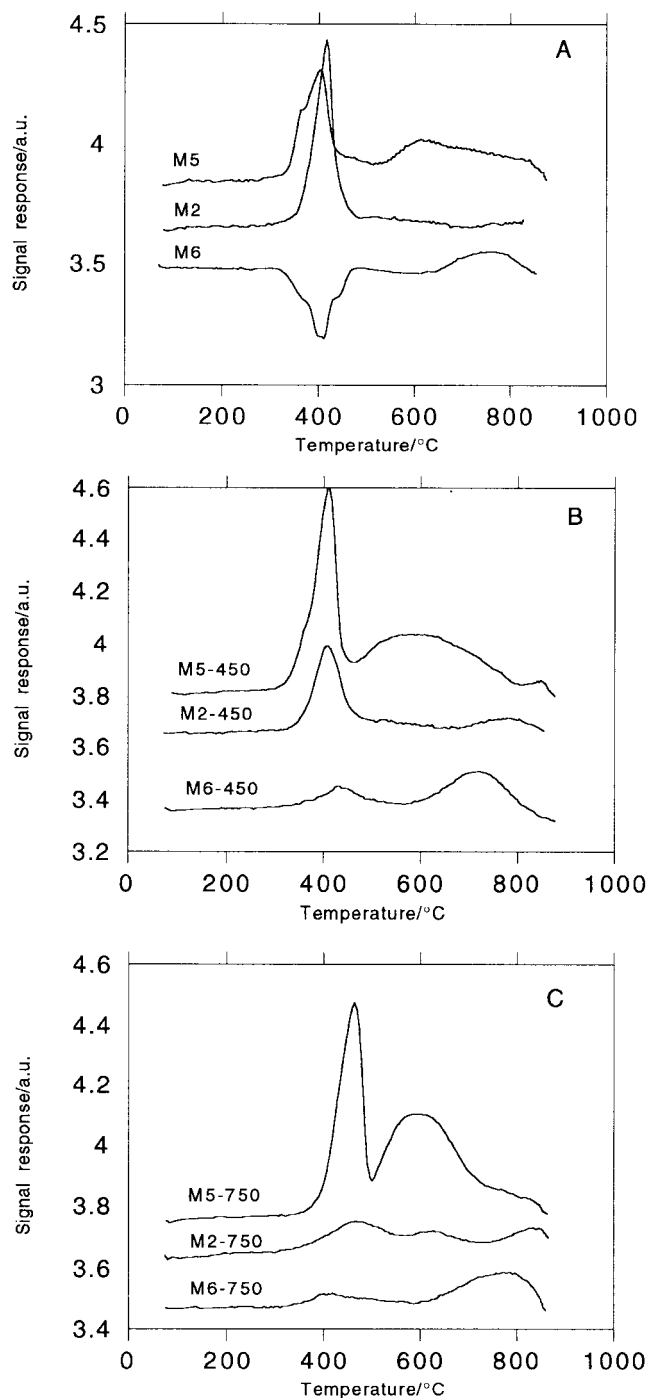 A
4.5
4
3.5
3
Signal response/a.u.
M5
M2
M6
0 200 400 600 800 1000
Temperature/°C
B
4.6
4.4
4.2
4
3.8
3.6
3.4
3.2
Signal response/a.u.
M5-450
M2-450
M6-450
0 200 400 600 800 1000
Temperature/°C
C
4.6
4.4
4.2
4
3.8
3.6
3.4
Signal response/a.u.
M5-750
M2-750
M6-750
0 200 400 600 800 1000
Temperature/°C